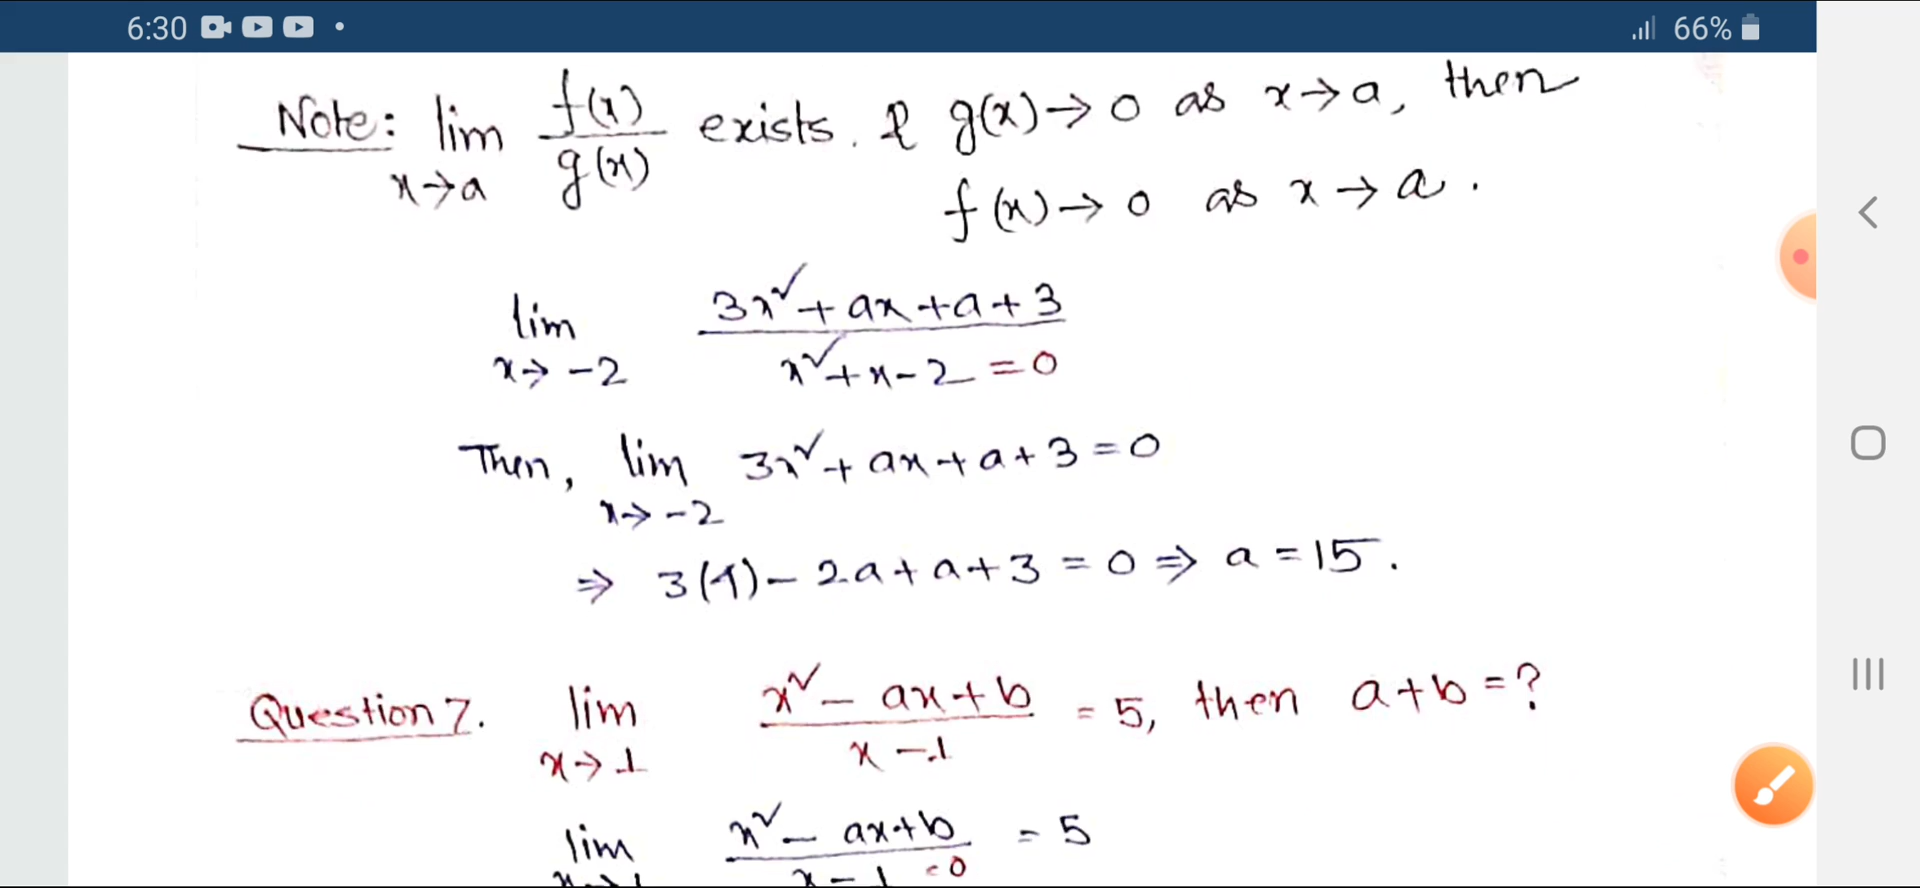 6:30 66%
Note: lim x→a f(x)/g(x) exists. & g(x)→0 as x→a, then
f(x)→0 as x→a.
lim x→-2 (3x²+ax+a+3)/(x²+x-2) =0
Then, lim x→-2 3x²+ax+a+3=0
⇒ 3(4)-2a+a+3=0 ⇒ a=15.
Question 7. lim x→1 (x²-ax+b)/(x-1) = 5, then a+b=?
lim x→1 (x²-ax+b)/(x-1) =0 = 5